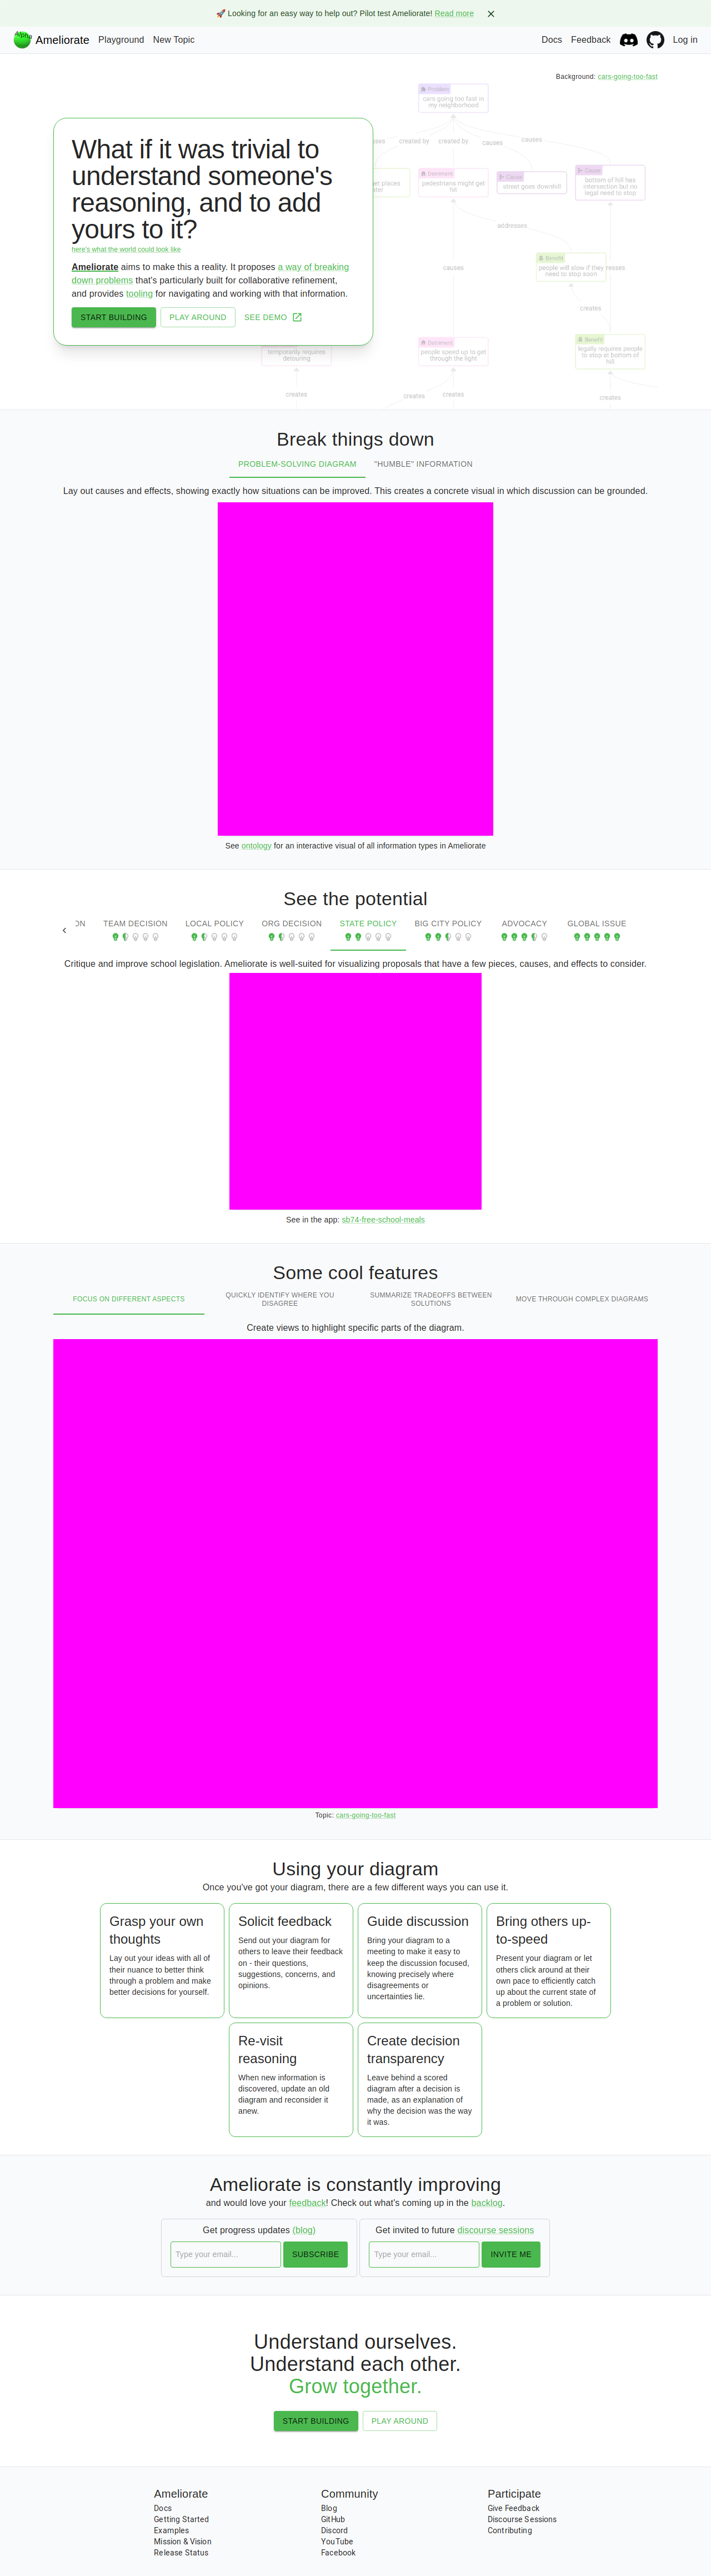 🚀 Looking for an easy way to help out? Pilot test Ameliorate! Read more
Ameliorate
Playground
New Topic
Docs
Feedback
Log in
Background: cars-going-too-fast
Problem
cars going too fast in
my neighborhood
created by
created by
causes
causes
Detriment
pedestrians might get
hit
Cause
street goes downhill
Cause
bottom of hill has
intersection but no
legal need to stop
addresses
causes
Benefit
people will slow if they
need to stop soon
creates
Detriment
people speed up to get
through the light
Benefit
legally requires people
to stop at bottom of
hill
temporarily requires
detouring
creates
creates
creates
creates
What if it was trivial to
understand someone's
reasoning, and to add
yours to it?
here's what the world could look like
Ameliorate aims to make this a reality. It proposes a way of breaking
down problems that's particularly built for collaborative refinement,
and provides tooling for navigating and working with that information.
START BUILDING
PLAY AROUND
SEE DEMO
Break things down
PROBLEM-SOLVING DIAGRAM
"HUMBLE" INFORMATION
Lay out causes and effects, showing exactly how situations can be improved. This creates a concrete visual in which discussion can be grounded.
See ontology for an interactive visual of all information types in Ameliorate
See the potential
ON
TEAM DECISION
LOCAL POLICY
ORG DECISION
STATE POLICY
BIG CITY POLICY
ADVOCACY
GLOBAL ISSUE
Critique and improve school legislation. Ameliorate is well-suited for visualizing proposals that have a few pieces, causes, and effects to consider.
See in the app: sb74-free-school-meals
Some cool features
FOCUS ON DIFFERENT ASPECTS
QUICKLY IDENTIFY WHERE YOU
DISAGREE
SUMMARIZE TRADEOFFS BETWEEN
SOLUTIONS
MOVE THROUGH COMPLEX DIAGRAMS
Create views to highlight specific parts of the diagram.
Topic: cars-going-too-fast
Using your diagram
Once you've got your diagram, there are a few different ways you can use it.
Grasp your own
thoughts
Lay out your ideas with all of
their nuance to better think
through a problem and make
better decisions for yourself.
Solicit feedback
Send out your diagram for
others to leave their feedback
on - their questions,
suggestions, concerns, and
opinions.
Guide discussion
Bring your diagram to a
meeting to make it easy to
keep the discussion focused,
knowing precisely where
disagreements or
uncertainties lie.
Bring others up-
to-speed
Present your diagram or let
others click around at their
own pace to efficiently catch
up about the current state of
a problem or solution.
Re-visit
reasoning
When new information is
discovered, update an old
diagram and reconsider it
anew.
Create decision
transparency
Leave behind a scored
diagram after a decision is
made, as an explanation of
why the decision was the way
it was.
Ameliorate is constantly improving
and would love your feedback! Check out what's coming up in the backlog.
Get progress updates (blog)
Type your email...
SUBSCRIBE
Get invited to future discourse sessions
Type your email...
INVITE ME
Understand ourselves.
Understand each other.
Grow together.
START BUILDING
PLAY AROUND
Ameliorate
Docs
Getting Started
Examples
Mission & Vision
Release Status
Community
Blog
GitHub
Discord
YouTube
Facebook
Participate
Give Feedback
Discourse Sessions
Contributing